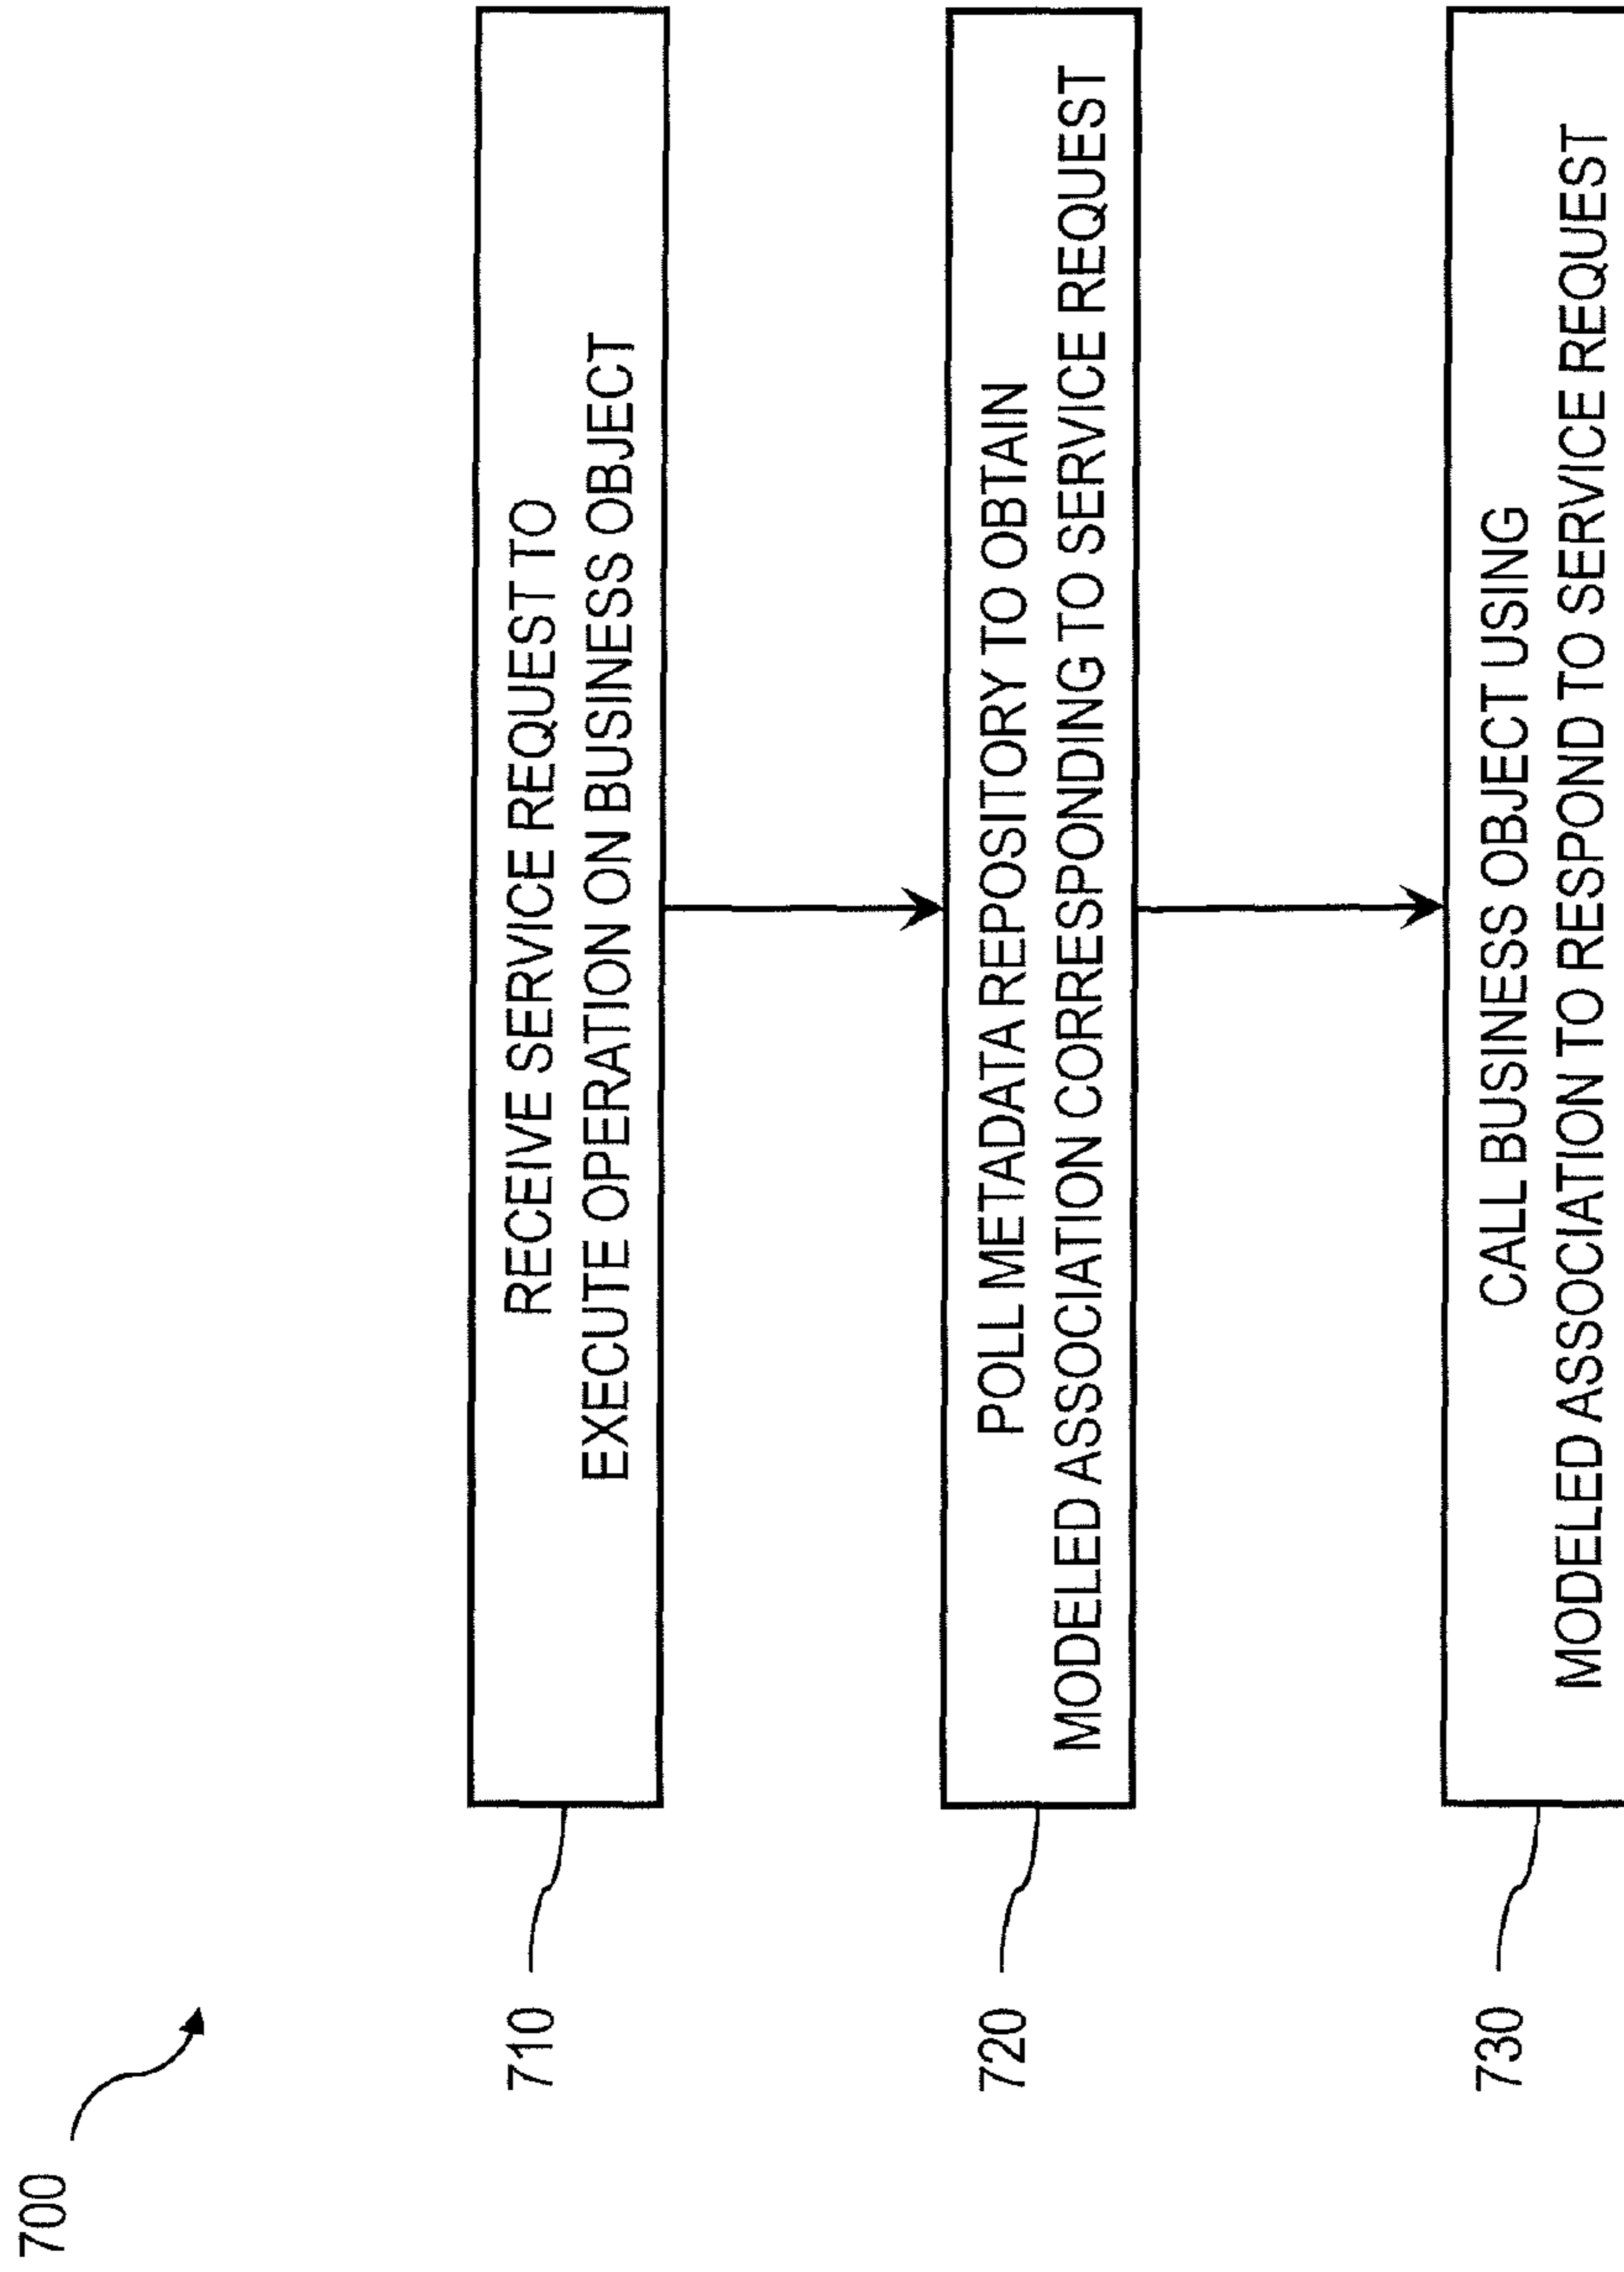 700
710
RECEIVE SERVICE REQUEST TO
EXECUTE OPERATION ON BUSINESS OBJECT
720
POLL METADATA REPOSITORY TO OBTAIN
MODELED ASSOCIATION CORRESPONDING TO SERVICE REQUEST
730
CALL BUSINESS OBJECT USING
MODELED ASSOCIATION TO RESPOND TO SERVICE REQUEST